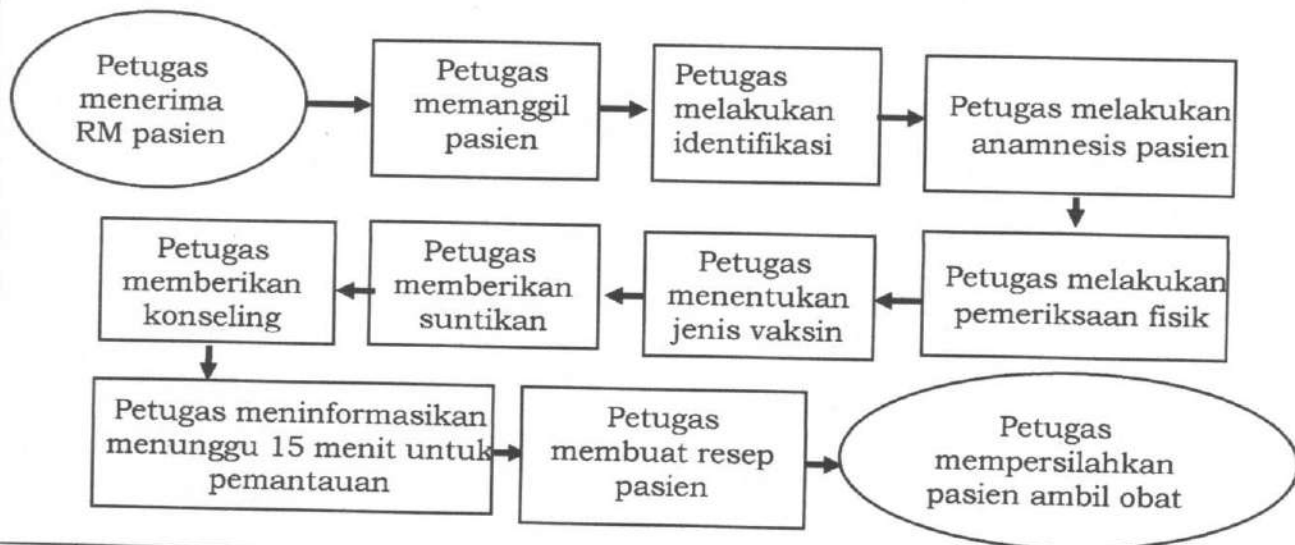 Petugas
menerima
RM pasien
Petugas
memanggil
pasien
Petugas
melakukan
identifikasi
Petugas melakukan
anamnesis pasien
Petugas melakukan
pemeriksaan fisik
Petugas
menentukan
jenis vaksin
Petugas
memberikan
suntikan
Petugas
memberikan
konseling
Petugas meninformasikan
menunggu 15 menit untuk
pemantauan
Petugas
membuat resep
pasien
Petugas
mempersilahkan
pasien ambil obat